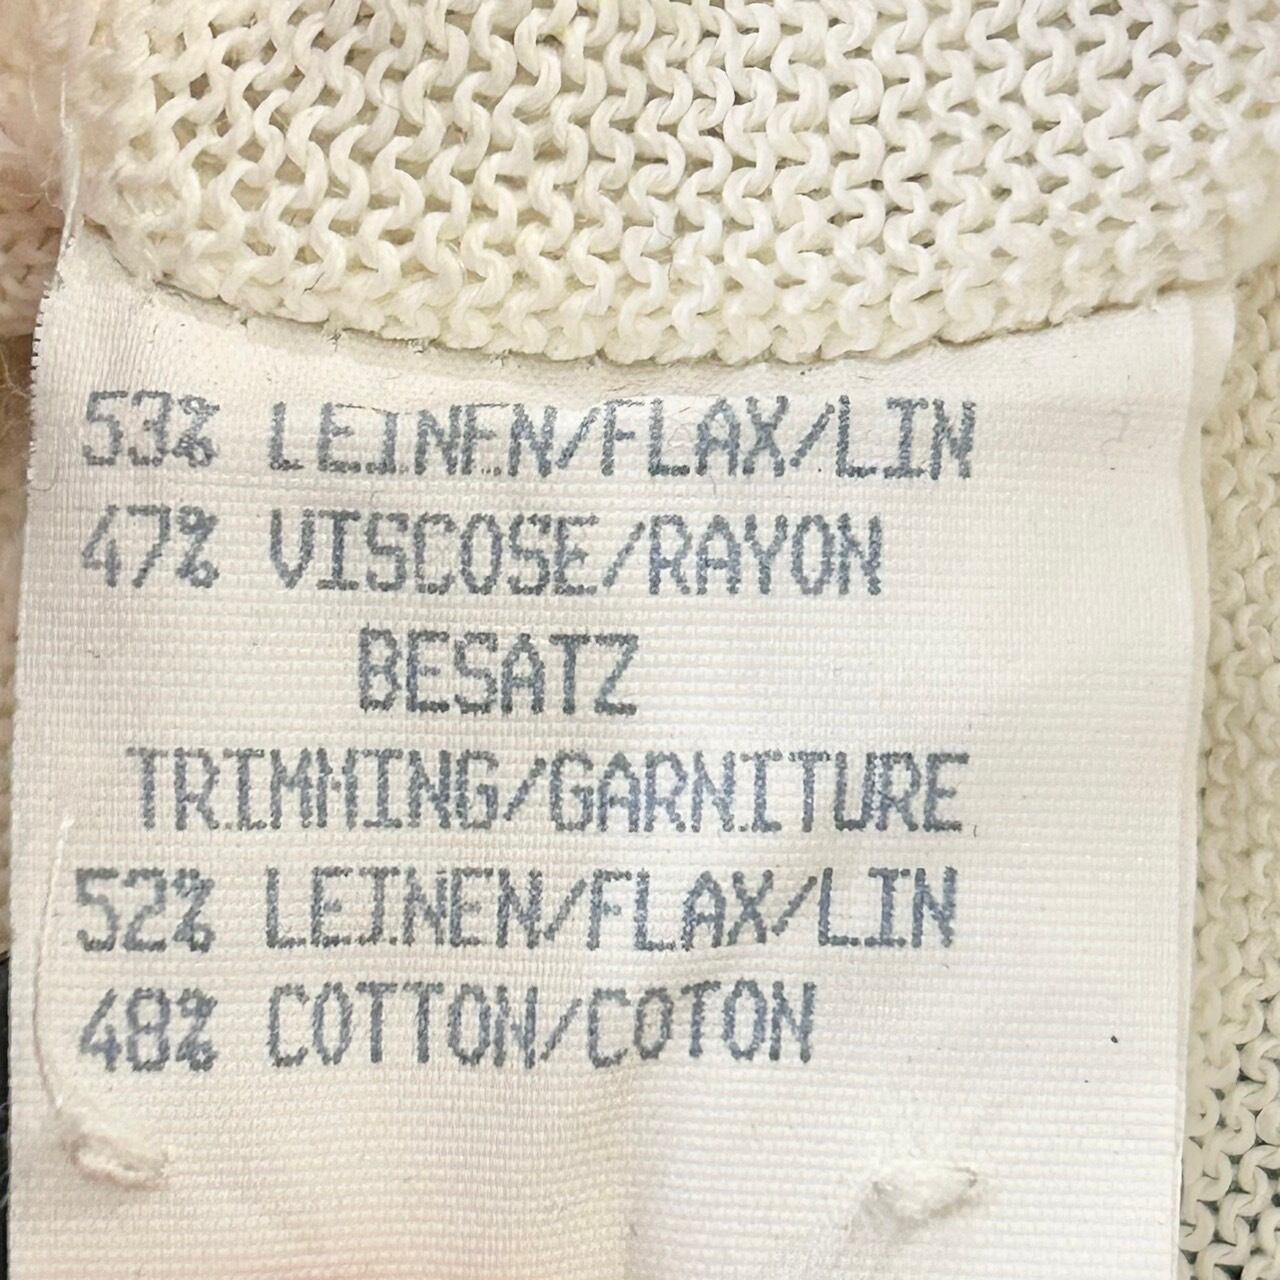 53% LEINEN/FLAX/LIN
47% VISCOSE/RAYON
BESATZ
TRIMMING/GARNITURE
52% LEINEN/FLAX/LIN
48% COTTON/COTON